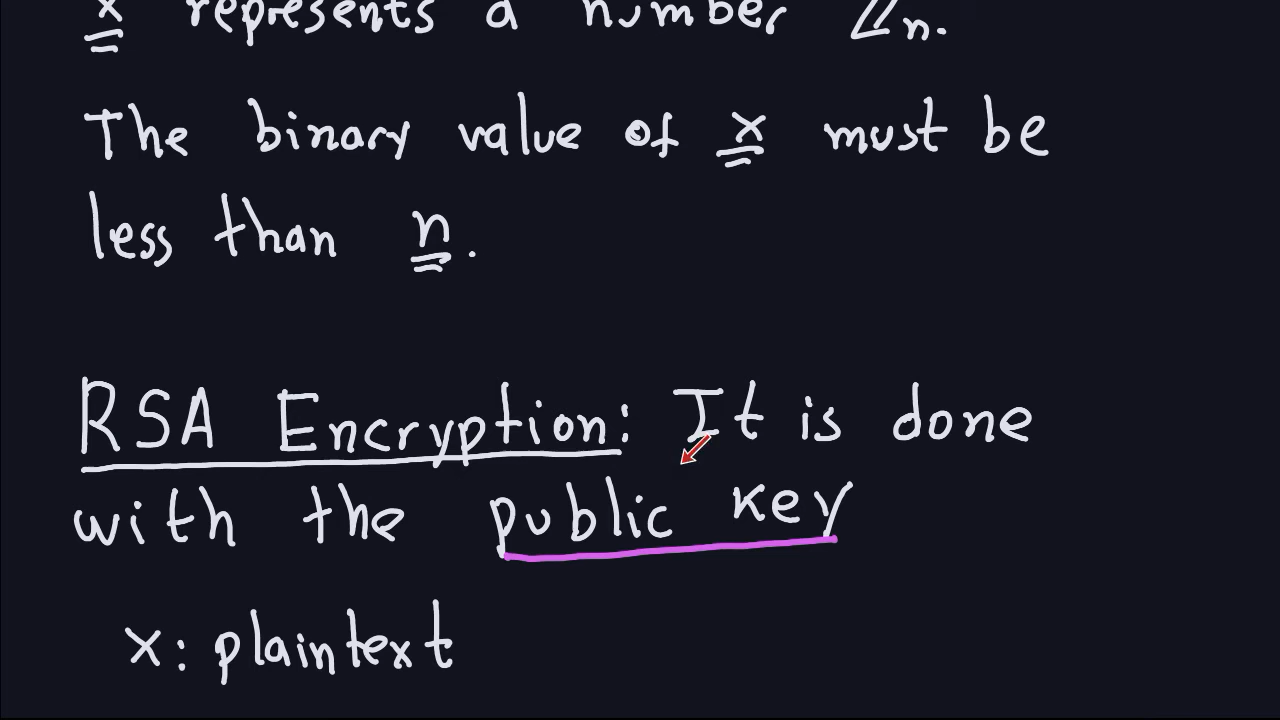 x represents a number ℤn.
The binary value of x must be
less than n.
RSA Encryption: It is done
with the public key
x: plaintext